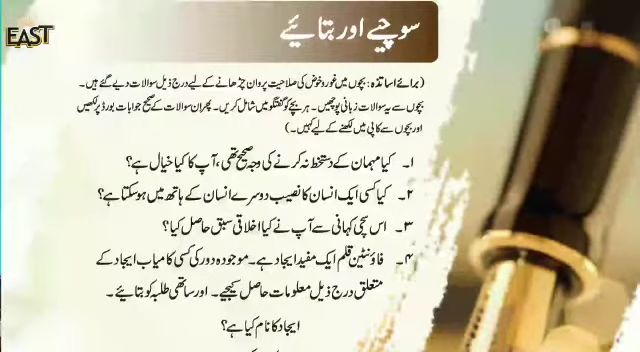 EAST
سوچیے اور بتائیے
(برائے اساتذہ: بچوں میں غور و خوض کی صلاحیت پروان چڑھانے کے لیے درج ذیل سوالات دیے گئے ہیں۔
بچوں سے یہ سوالات زبانی پوچھیں۔ ہر بچے کو گفتگو میں شامل کریں۔ پھر ان سوالات کے صحیح جوابات بورڈ پر لکھیں
اور بچوں سے کاپی میں لکھنے کے لیے کہیں۔)
۱۔ کیا مہمان کے دستخط نہ کرنے کی وجہ صحیح تھی، آپ کا کیا خیال ہے؟
۲۔ کیا کسی ایک انسان کا نصیب دوسرے انسان کے ہاتھ میں ہو سکتا ہے؟
۳۔ اس سچی کہانی سے آپ نے کیا اخلاقی سبق حاصل کیا؟
۴۔ فاؤنٹین قلم ایک مفید ایجاد ہے۔ موجودہ دور کی کسی کامیاب ایجاد کے
متعلق درج ذیل معلومات حاصل کیجیے۔ اور ساتھی طلبہ کو بتائیے۔
ایجاد کا نام کیا ہے؟